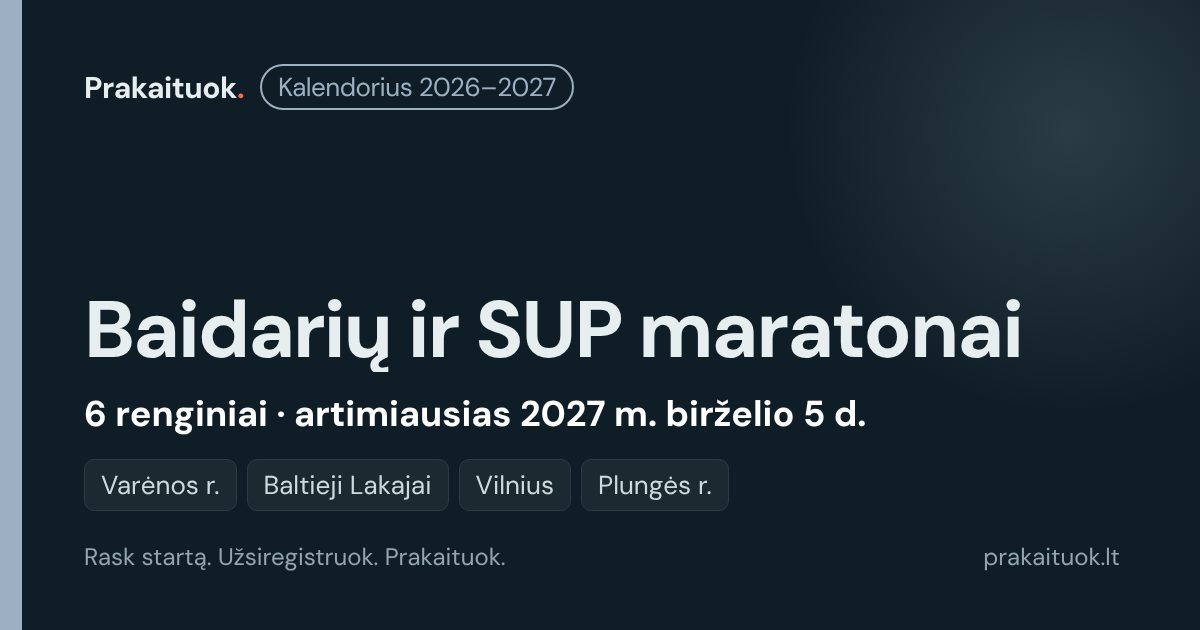 Prakaituok. Kalendorius 2026–2027
Baidarių ir SUP maratonai
6 renginiai · artimiausias 2027 m. birželio 5 d.
Varėnos r. Baltieji Lakajai Vilnius Plungės r.
Rask startą. Užsiregistruok. Prakaituok. prakaituok.lt